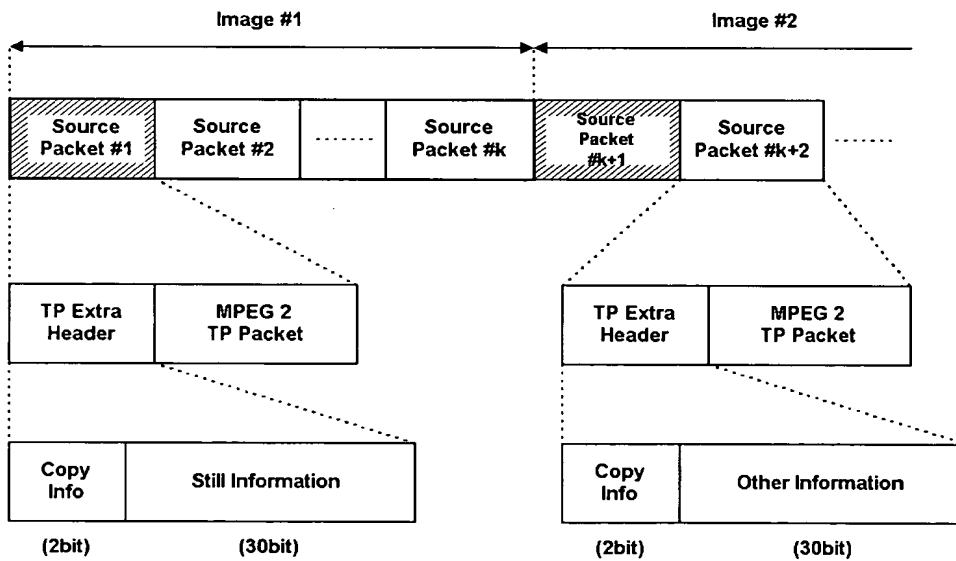 Image #1
Image #2
Source
Packet #1
Source
Packet #2
Source
Packet #k
Source
Packet
#k+1
Source
Packet #k+2
TP Extra
Header
MPEG 2
TP Packet
TP Extra
Header
MPEG 2
TP Packet
Copy
Info
Still Information
Copy
Info
Other Information
(2bit)
(30bit)
(2bit)
(30bit)